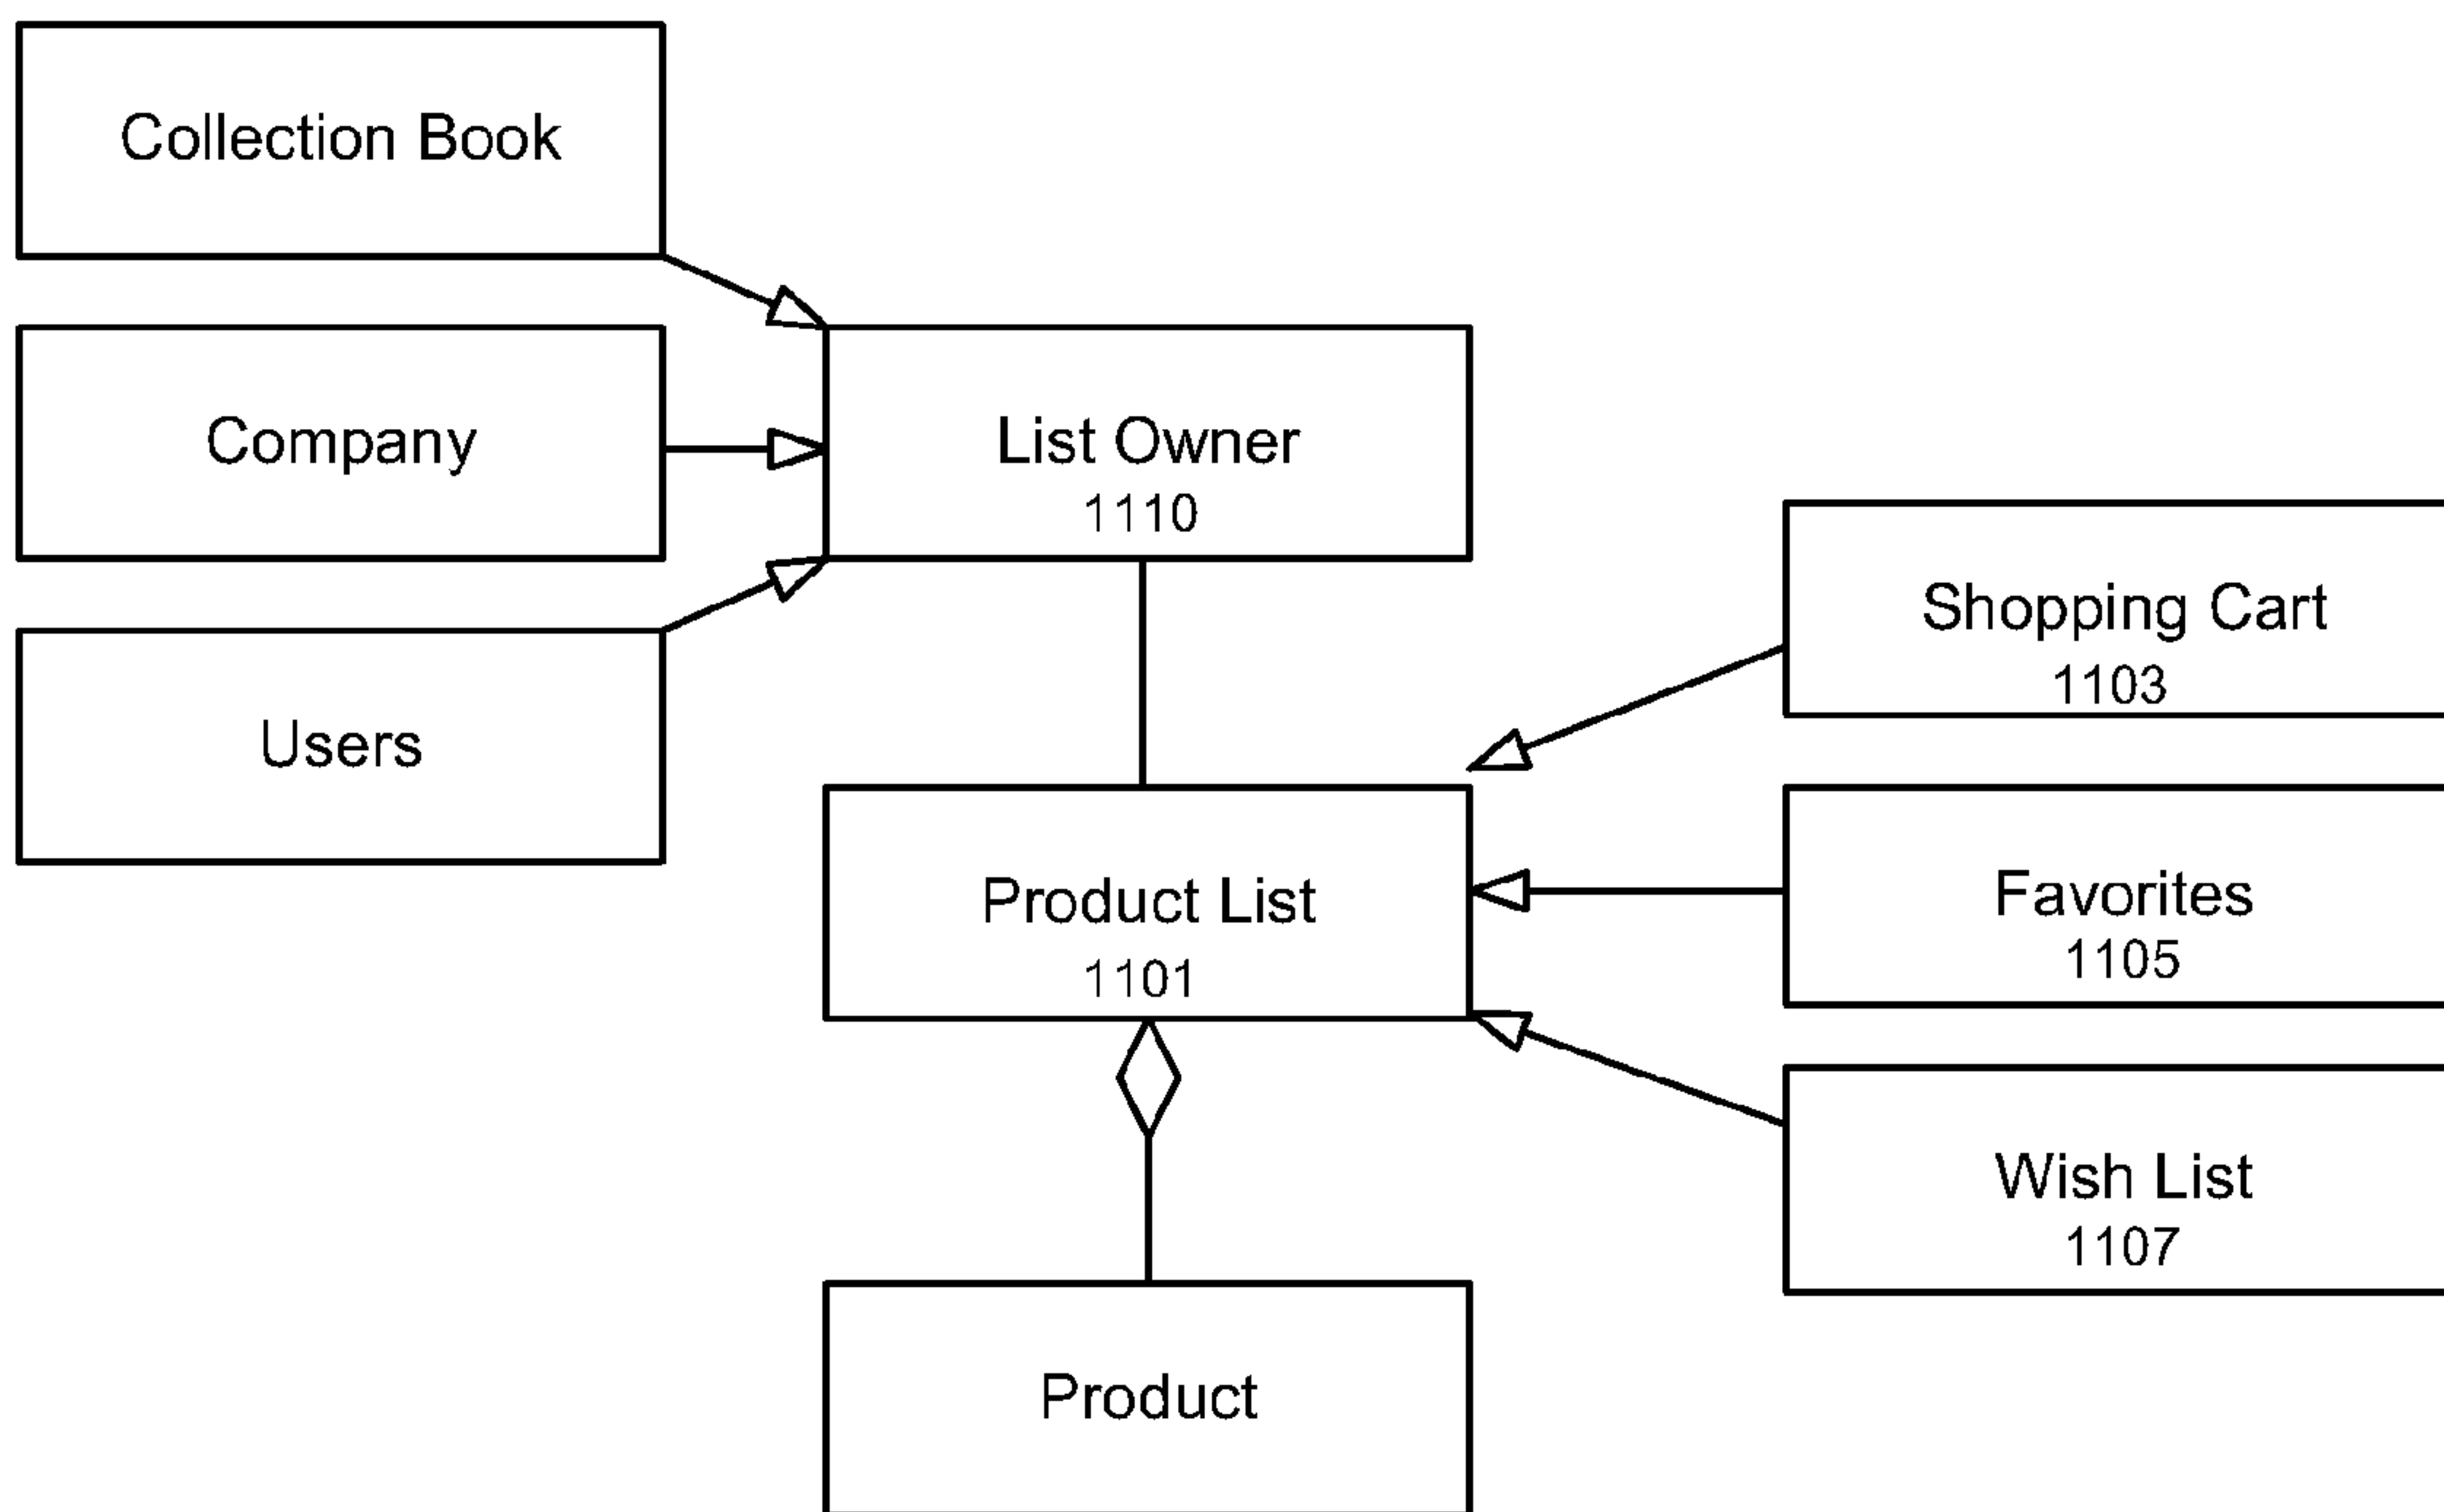 Collection Book
Company
List Owner
1110
Shopping Cart
1103
Users
Product List
1101
Favorites
1105
Wish List
1107
Product